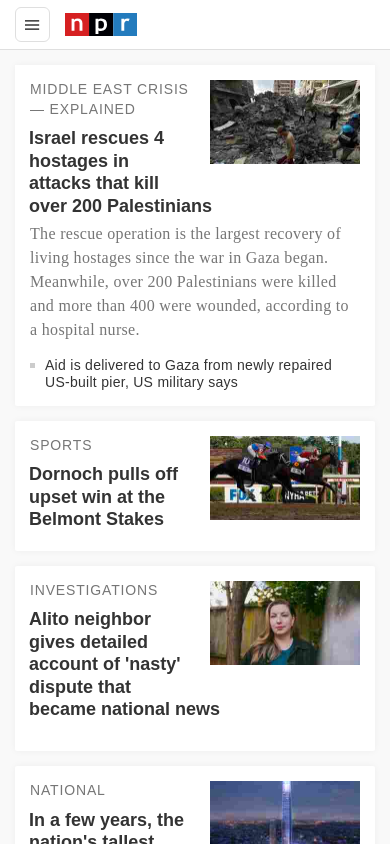 npr
MIDDLE EAST CRISIS
— EXPLAINED
Israel rescues 4
hostages in
attacks that kill
over 200 Palestinians
The rescue operation is the largest recovery of
living hostages since the war in Gaza began.
Meanwhile, over 200 Palestinians were killed
and more than 400 were wounded, according to
a hospital nurse.
Aid is delivered to Gaza from newly repaired
US-built pier, US military says
SPORTS
Dornoch pulls off
upset win at the
Belmont Stakes
INVESTIGATIONS
Alito neighbor
gives detailed
account of 'nasty'
dispute that
became national news
NATIONAL
In a few years, the
nation's tallest